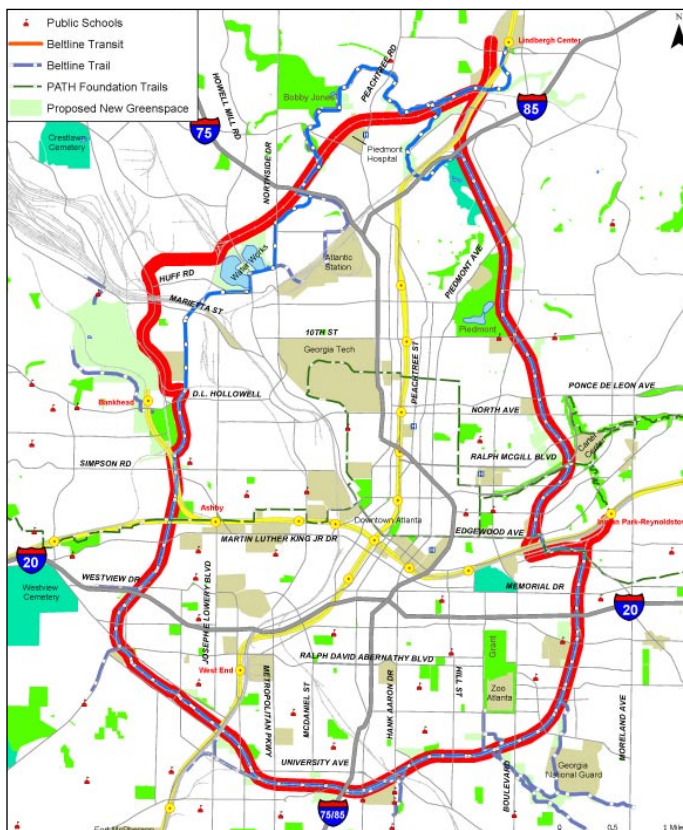 Public Schools
Beltline Transit
Beltline Trail
PATH Foundation Trails
Proposed New Greenspace
N
Lindbergh Center
PEACHTREE RD
Bobby Jones
HOWELL MILL RD
85
75
Crestlawn
Cemetery
NORTHSIDE DR
Piedmont
Hospital
Water Works
Atlantic
Station
PIEDMONT AVE
HUFF RD
MARIETTA ST
Piedmont
10TH ST
Georgia Tech
PEACHTREE ST
PONCE DE LEON AVE
D.L. HOLLOWELL
Bankhead
NORTH AVE
Carter
Center
SIMPSON RD
RALPH MCGILL BLVD
Ashby
Downtown Atlanta
EDGEWOOD AVE
Inman Park-Reynoldstown
MARTIN LUTHER KING JR DR
20
WESTVIEW DR
Westview
Cemetery
MEMORIAL DR
20
JOSEPH E LOWERY BLVD
RALPH DAVID ABERNATHY BLVD
West End
METROPOLITAN PKWY
MCDANIEL ST
HANK AARON DR
HILL ST
Grant
Zoo
Atlanta
MORELAND AVE
UNIVERSITY AVE
Georgia
National Guard
BOULEVARD
75/85
Fort McPherson
0
1 Mile